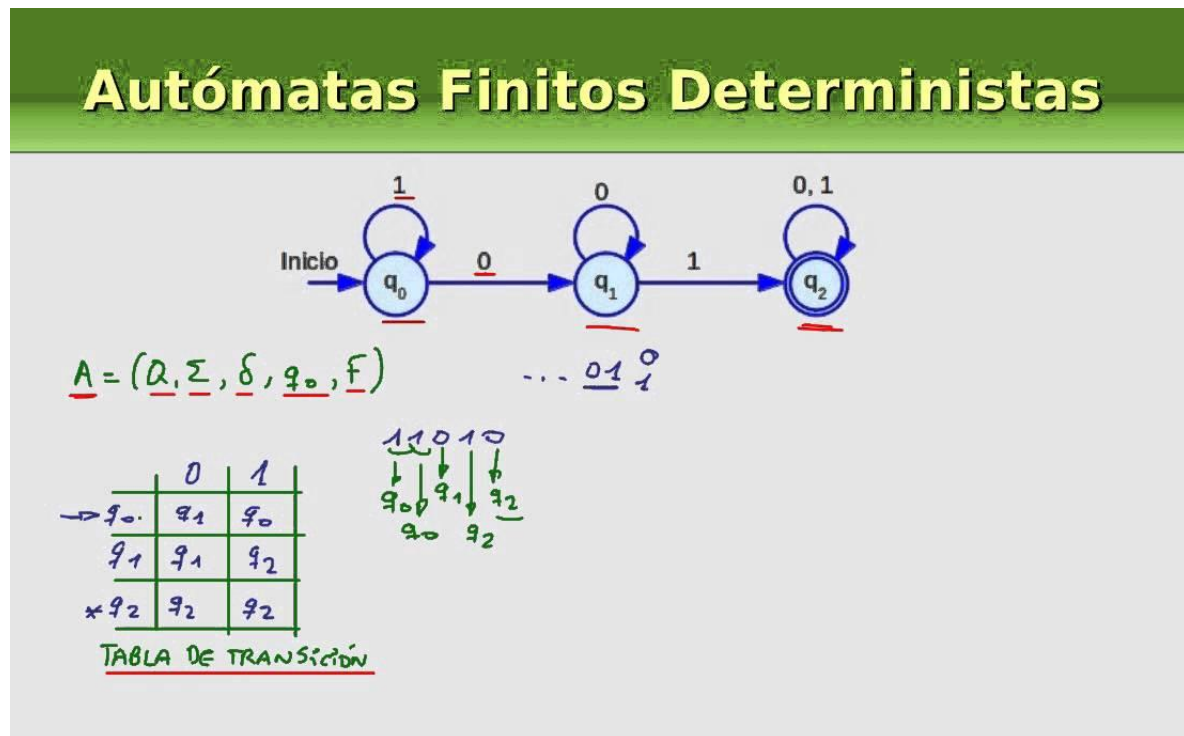 Autómatas Finitos Deterministas
1 0 0, 1
Inicio 0 1
q0 q1 q2
A = (Q, Σ, δ, q0, F) ... 01 0
1
11010
q0 q1 q2
q0 q2
0 1
→ q0. q1 q0
q1 q1 q2
* q2 q2 q2
TABLA DE TRANSICIÓN